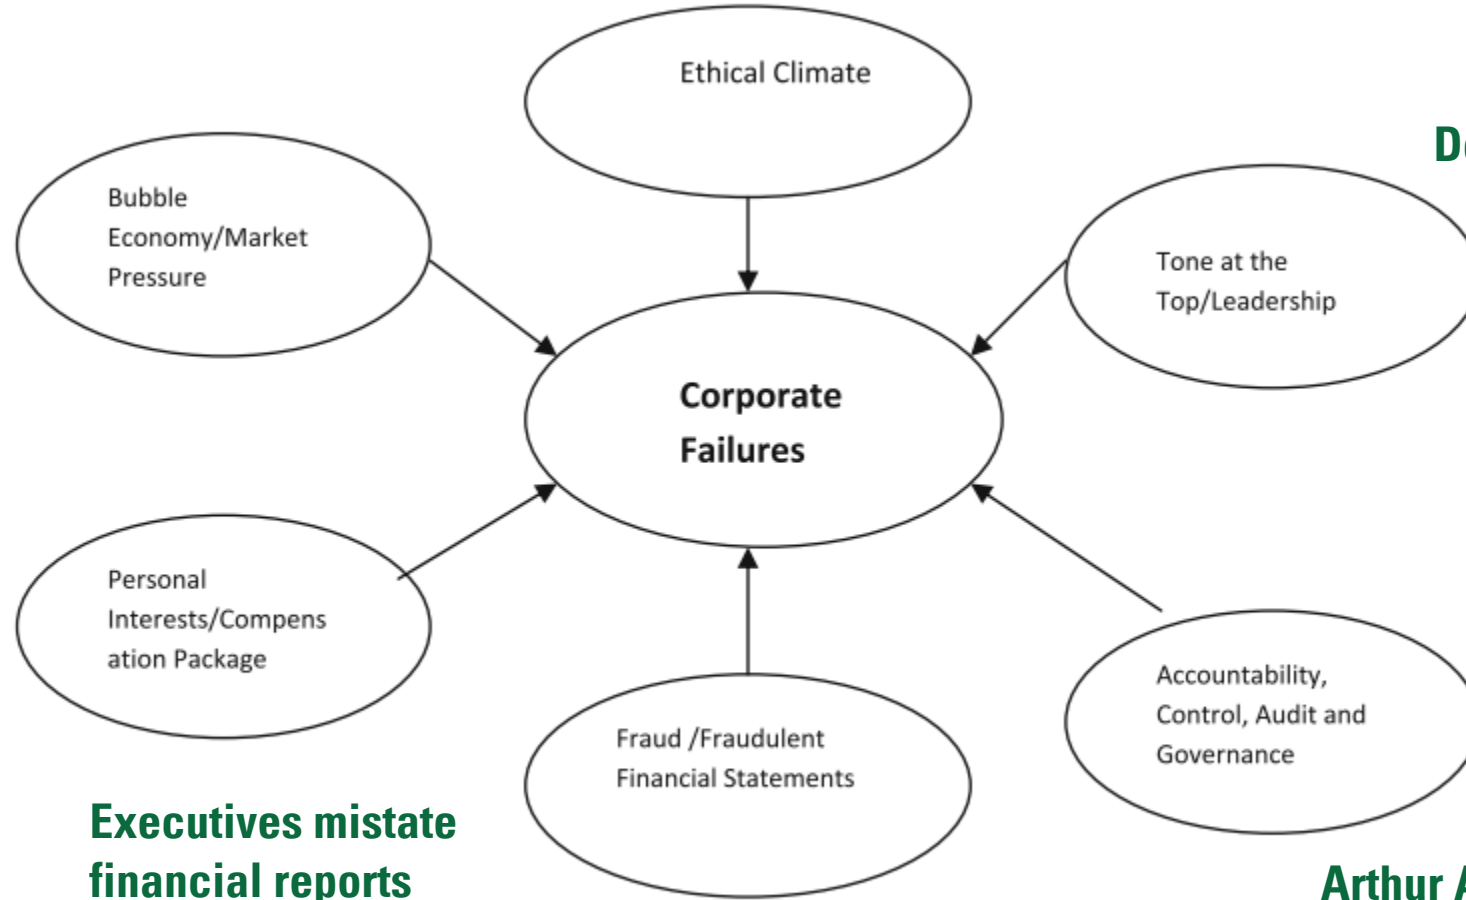 Ethical Climate
Bubble
Economy/Market
Pressure
Tone at the
Top/Leadership
Corporate
Failures
Personal
Interests/Compens
ation Package
Fraud /Fraudulent
Financial Statements
Accountability,
Control, Audit and
Governance
Executives mistate
financial reports
Arthur